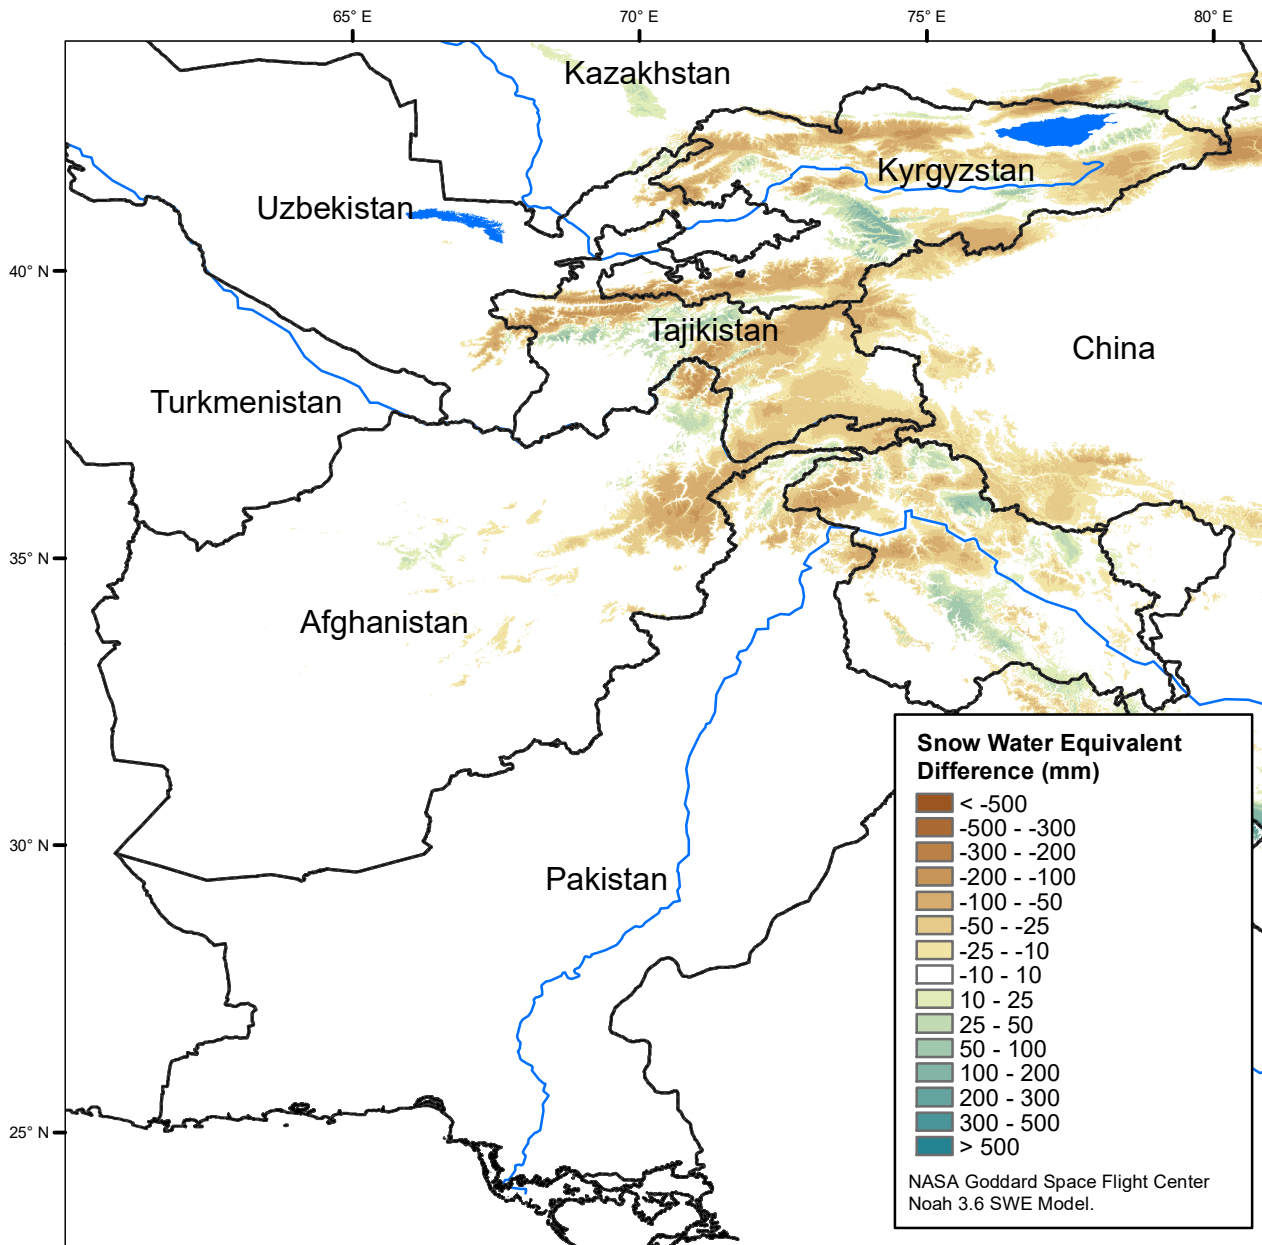 65° E
70° E
75° E
80° E
Kazakhstan
Kyrgyzstan
Uzbekistan
40° N
Tajikistan
China
Turkmenistan
35° N
Afghanistan
Snow Water Equivalent
Difference (mm)
< -500
-500 - -300
-300 - -200
-200 - -100
-100 - -50
-50 - -25
-25 - -10
-10 - 10
10 - 25
25 - 50
50 - 100
100 - 200
200 - 300
300 - 500
> 500
NASA Goddard Space Flight Center
Noah 3.6 SWE Model.
30° N
Pakistan
25° N